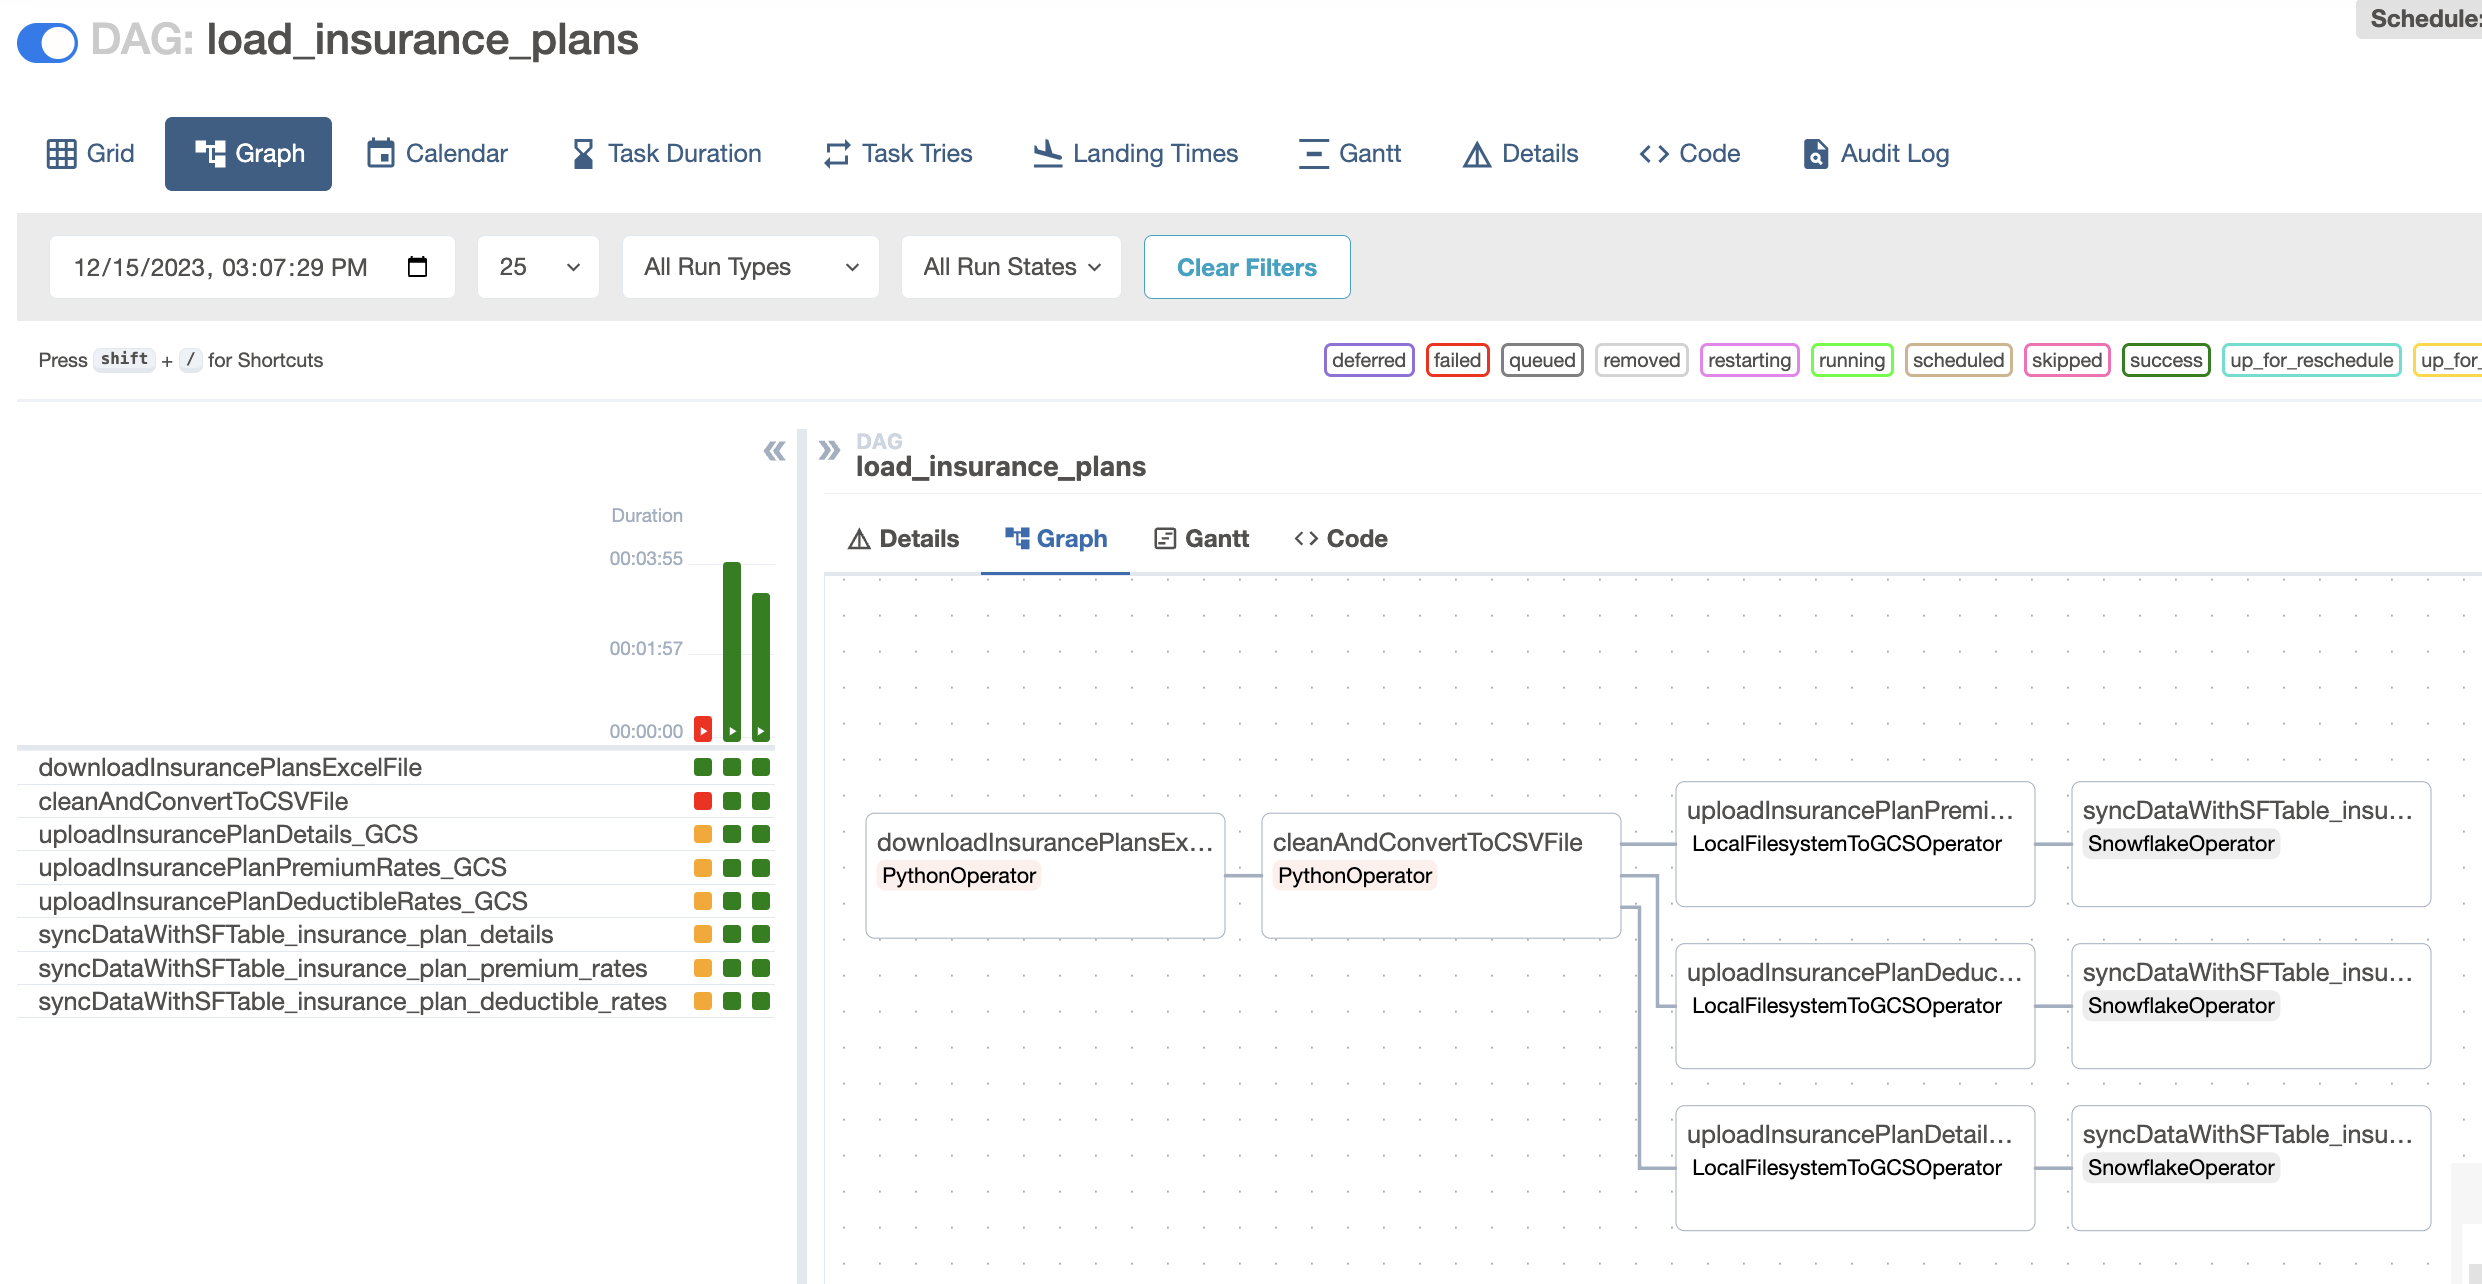 DAG: load_insurance_plans
Schedule:
Grid
Graph
Calendar
Task Duration
Task Tries
Landing Times
Gantt
Details
Code
Audit Log
12/15/2023, 03:07:29 PM
25
All Run Types
All Run States
Clear Filters
Press shift + / for Shortcuts
deferred
failed
queued
removed
restarting
running
scheduled
skipped
success
up_for_reschedule
up_for_
Duration
00:03:55
00:01:57
00:00:00
downloadInsurancePlansExcelFile
cleanAndConvertToCSVFile
uploadInsurancePlanDetails_GCS
uploadInsurancePlanPremiumRates_GCS
uploadInsurancePlanDeductibleRates_GCS
syncDataWithSFTable_insurance_plan_details
syncDataWithSFTable_insurance_plan_premium_rates
syncDataWithSFTable_insurance_plan_deductible_rates
DAG
load_insurance_plans
Details
Graph
Gantt
Code
downloadInsurancePlansEx...
PythonOperator
cleanAndConvertToCSVFile
PythonOperator
uploadInsurancePlanPremi...
LocalFilesystemToGCSOperator
syncDataWithSFTable_insu...
SnowflakeOperator
uploadInsurancePlanDeduc...
LocalFilesystemToGCSOperator
syncDataWithSFTable_insu...
SnowflakeOperator
uploadInsurancePlanDetail...
LocalFilesystemToGCSOperator
syncDataWithSFTable_insu...
SnowflakeOperator